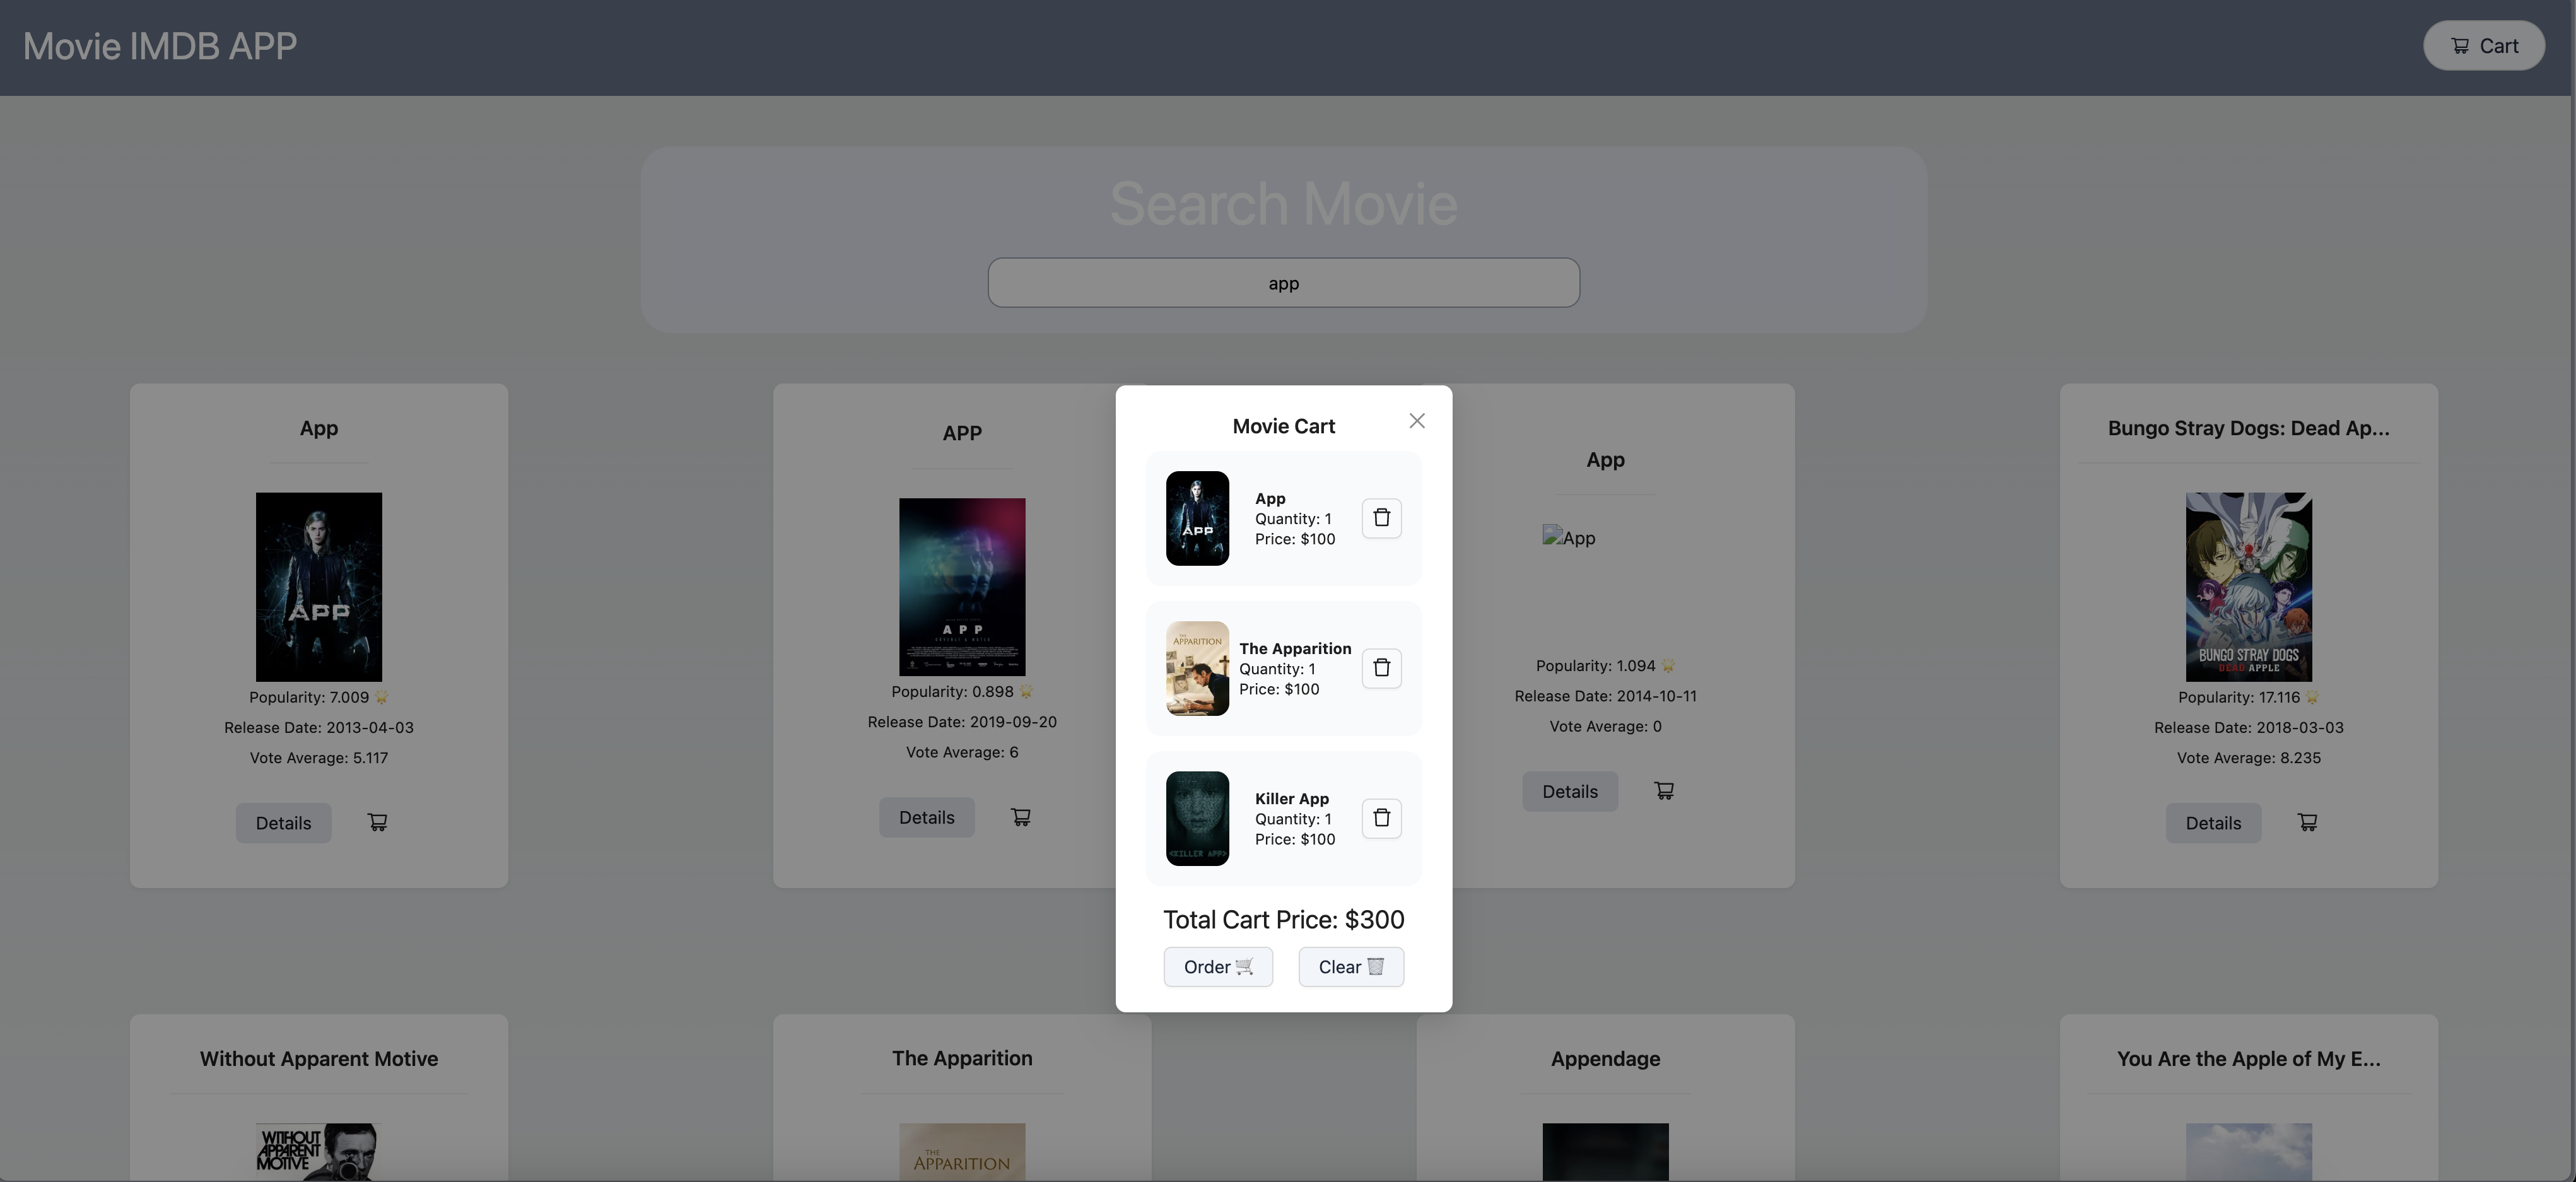 Movie IMDB APP
Cart
Search Movie
app
App
APP
Popularity: 7.009
Release Date: 2013-04-03
Vote Average: 5.117
Details
APP
APP
Popularity: 0.898
Release Date: 2019-09-20
Vote Average: 6
Details
Movie Cart
App
Quantity: 1
Price: $100
APP
THE
APPARITION
The Apparition
Quantity: 1
Price: $100
Killer App
Quantity: 1
Price: $100
<KILLER APP>
Total Cart Price: $300
Order
Clear
App
App
Popularity: 1.094
Release Date: 2014-10-11
Vote Average: 0
Details
Bungo Stray Dogs: Dead Ap...
BUNGO STRAY DOGS
DEAD APPLE
Popularity: 17.116
Release Date: 2018-03-03
Vote Average: 8.235
Details
Without Apparent Motive
WITHOUT
APPARENT
MOTIVE
The Apparition
THE
APPARITION
Appendage
You Are the Apple of My E...